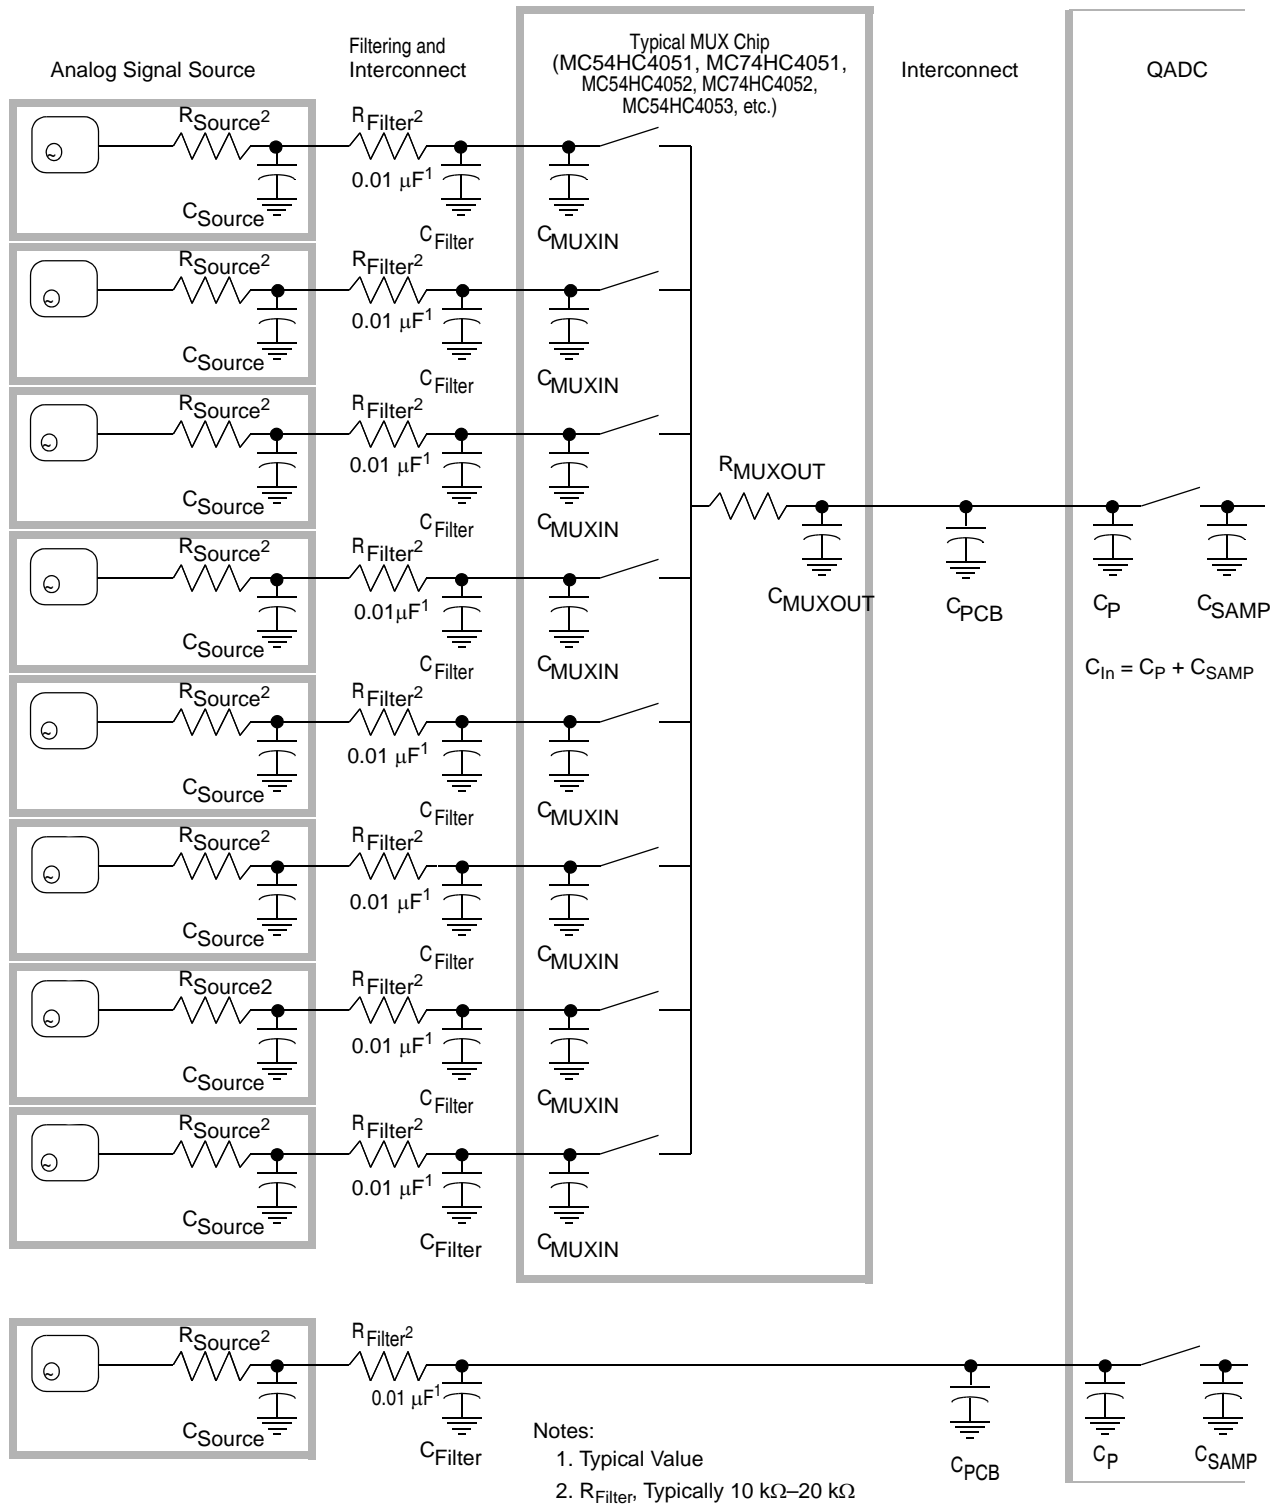 Analog Signal Source
Filtering and
Interconnect
Typical MUX Chip
(MC54HC4051, MC74HC4051,
MC54HC4052, MC74HC4052,
MC54HC4053, etc.)
Interconnect
QADC
RSource²
RFilter²
0.01 μF¹
CSource
CFilter
CMUXIN
RSource²
RFilter²
0.01 μF¹
CSource
CFilter
CMUXIN
RSource²
RFilter²
0.01 μF¹
CSource
CFilter
CMUXIN
RMUXOUT
CMUXOUT
CPCB
CP
CSAMP
CIn = CP + CSAMP
RSource²
RFilter²
0.01μF¹
CSource
CFilter
CMUXIN
RSource²
RFilter²
0.01 μF¹
CSource
CFilter
CMUXIN
RSource²
RFilter²
0.01 μF¹
CSource
CFilter
CMUXIN
RSource2
RFilter²
0.01 μF¹
CSource
CFilter
CMUXIN
RSource²
RFilter²
0.01 μF¹
CSource
CFilter
CMUXIN
RSource²
RFilter²
0.01 μF¹
CSource
CFilter
CPCB
CP
CSAMP
Notes:
1. Typical Value
2. RFilter, Typically 10 kΩ–20 kΩ